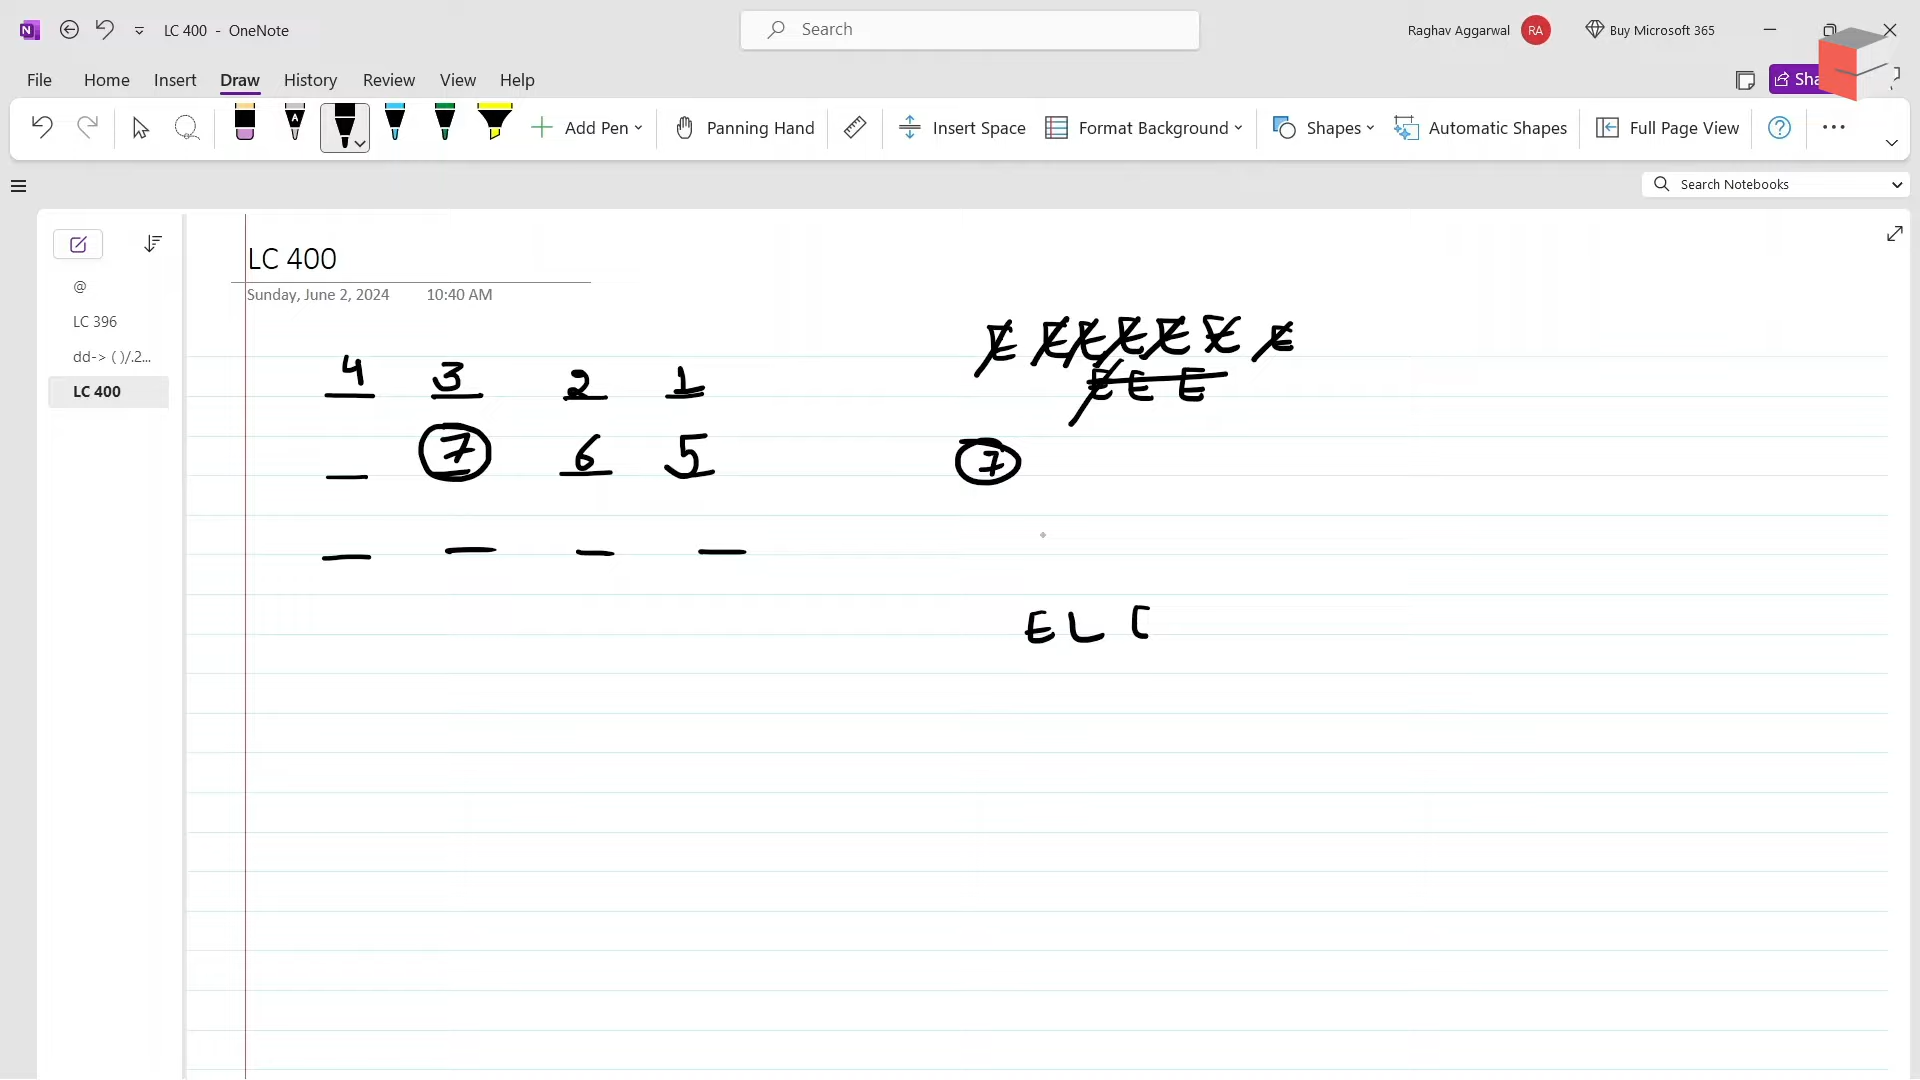 LC 400 - OneNote
Search
Raghav Aggarwal
RA
Buy Microsoft 365
File Home Insert Draw History Review View Help
Sha
A
Add Pen
Panning Hand
Insert Space
Format Background
Shapes
Automatic Shapes
Full Page View
Search Notebooks
@
LC 396
dd-> ( )/.2...
LC 400
LC 400
Sunday, June 2, 2024 10:40 AM
E E E E E E E
4 3 2 1
E E E
7 6 5
7
E L